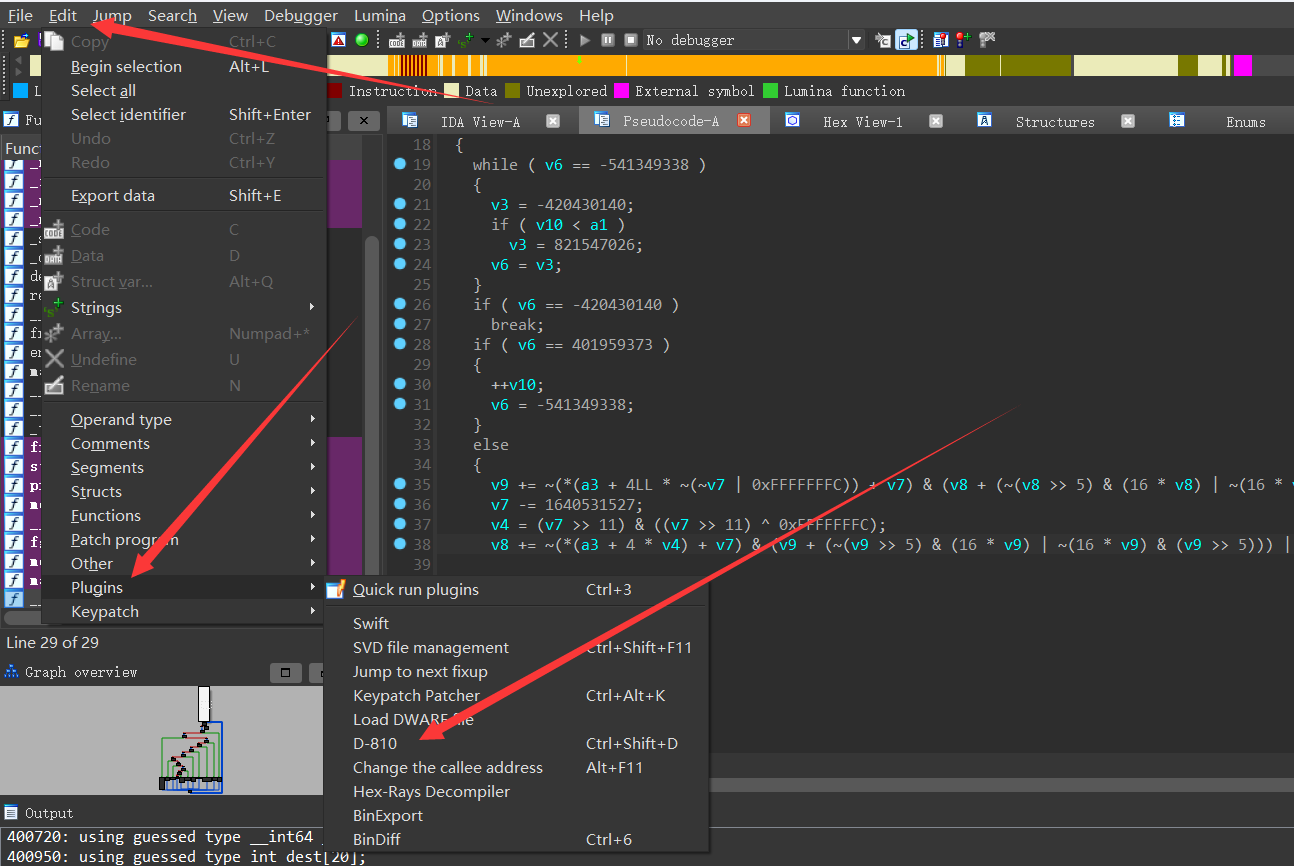 File Edit Jump Search View Debugger Lumina Options Windows Help
Copy Ctrl+C
No debugger
Begin selection Alt+L
Select all
Instruction Data Unexplored External symbol Lumina function
Select identifier Shift+Enter
IDA View-A Pseudocode-A Hex View-1 Structures Enums
Undo Ctrl+Z
Redo Ctrl+Y
Export data Shift+E
Code C
Data D
Struct var... Alt+Q
Strings
Array... Numpad+*
Undefine U
Rename N
Operand type
Comments
Segments
Structs
Functions
Patch program
Other
Plugins
Keypatch
18 {
19 while ( v6 == -541349338 )
20 {
21 v3 = -420430140;
22 if ( v10 < a1 )
23 v3 = 821547026;
24 v6 = v3;
25 }
26 if ( v6 == -420430140 )
27 break;
28 if ( v6 == 401959373 )
29 {
30 ++v10;
31 v6 = -541349338;
32 }
33 else
34 {
35 v9 += ~(*(a3 + 4LL * ~(~v7 | 0xFFFFFFFC)) + v7) & (v8 + (~(v8 >> 5) & (16 * v8) | ~(16 *
36 v7 -= 1640531527;
37 v4 = (v7 >> 11) & ((v7 >> 11) ^ 0xFFFFFFFC);
38 v8 += ~(*(a3 + 4 * v4) + v7) & (v9 + (~(v9 >> 5) & (16 * v9) | ~(16 * v9) & (v9 >> 5))) |
39
Quick run plugins Ctrl+3
Swift
SVD file management Ctrl+Shift+F11
Jump to next fixup
Keypatch Patcher Ctrl+Alt+K
Load DWARF file
D-810 Ctrl+Shift+D
Change the callee address Alt+F11
Hex-Rays Decompiler
BinExport
BinDiff Ctrl+6
Line 29 of 29
Graph overview
Output
400720: using guessed type __int64
400950: using guessed type int dest[20];